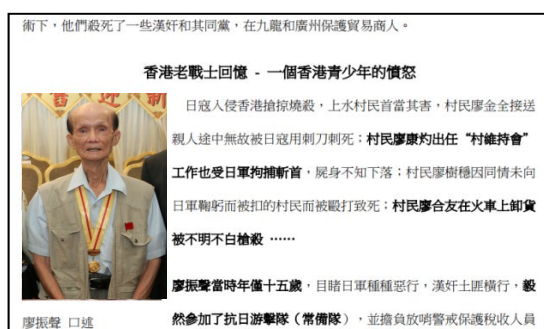 術下，他們殺死了一些漢奸和其同黨，在九龍和廣州保護貿易商人。
香港老戰士回憶 - 一個香港青少年的憤怒
日寇入侵香港搶掠燒殺，上水村民首當其害，村民廖金全接送
親人途中無故被日寇用刺刀刺死；村民廖康灼出任“村維持會”
工作也受日軍拘捕斬首，屍身不知下落；村民廖樹穩因同情未向
日軍鞠躬而被扣的村民而被毆打致死；村民廖合友在火車上卸貨
被不明不白槍殺 ……
廖振聲當時年僅十五歲，目睹日軍種種惡行，漢奸土匪橫行，毅
然參加了抗日游擊隊（常備隊），並擔負放哨警戒保護稅收人員
廖振聲 口述